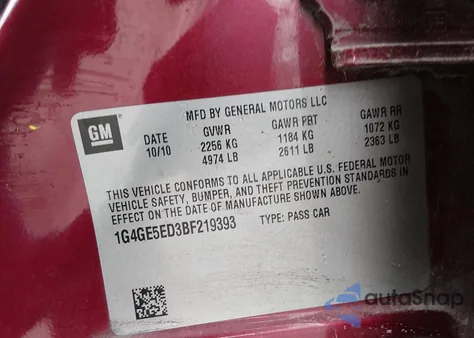 MFD BY GENERAL MOTORS LLC
GM
DATE GVWR GAWR FRT GAWR RR
10/10 2256 KG 1184 KG 1072 KG
4974 LB 2611 LB 2363 LB
THIS VEHICLE CONFORMS TO ALL APPLICABLE U.S. FEDERAL MOTOR
VEHICLE SAFETY, BUMPER, AND THEFT PREVENTION STANDARDS IN
EFFECT ON THE DATE OF MANUFACTURE SHOWN ABOVE.
1G4GE5ED3BF219393 TYPE: PASS CAR
autoSnap